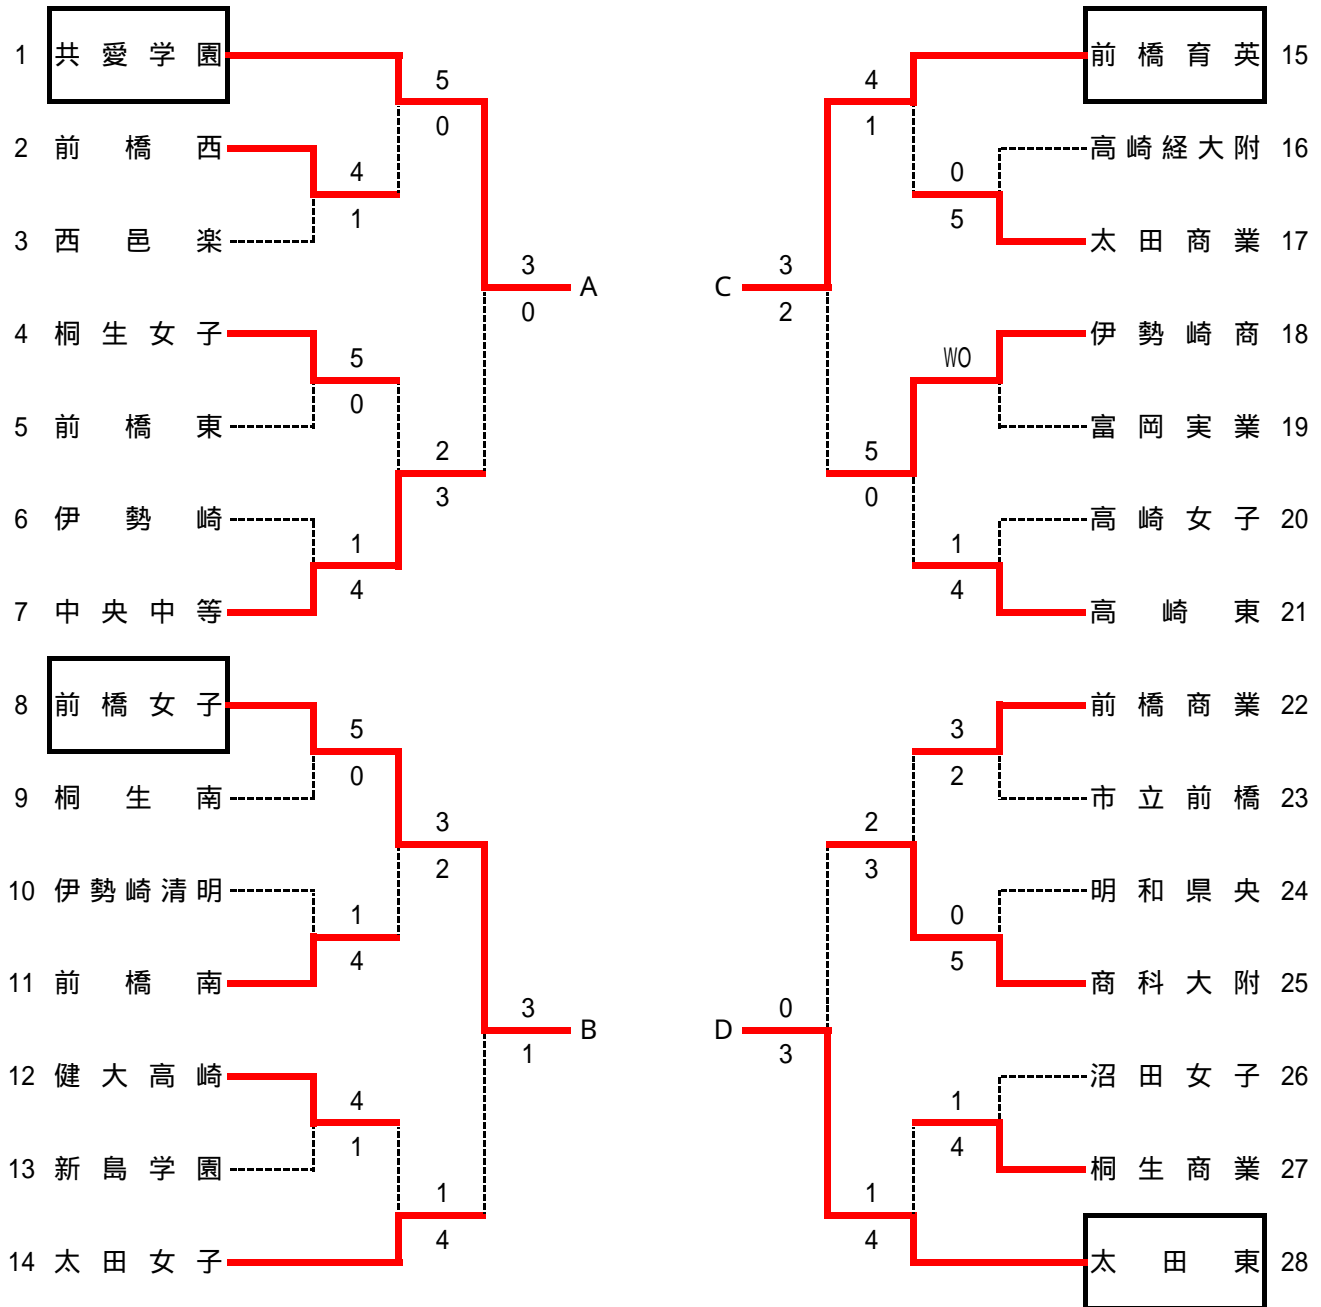 1 共愛学園
5
0
2 前橋西
4
1
3 西邑楽
3
A
0
4 桐生女子
5
0
5 前橋東
2
3
6 伊勢崎
1
4
7 中央中等
8 前橋女子
5
0
9 桐生南
3
2
10 伊勢崎清明
1
4
11 前橋南
3
B
1
12 健大高崎
4
1
13 新島学園
1
4
14 太田女子
前橋育英 15
4
1
高崎経大附 16
0
5
太田商業 17
3
C
2
伊勢崎商 18
WO
富岡実業 19
5
0
高崎女子 20
1
4
高崎東 21
前橋商業 22
3
2
市立前橋 23
2
3
明和県央 24
0
5
商科大附 25
0
D
3
沼田女子 26
1
4
桐生商業 27
1
4
太田東 28